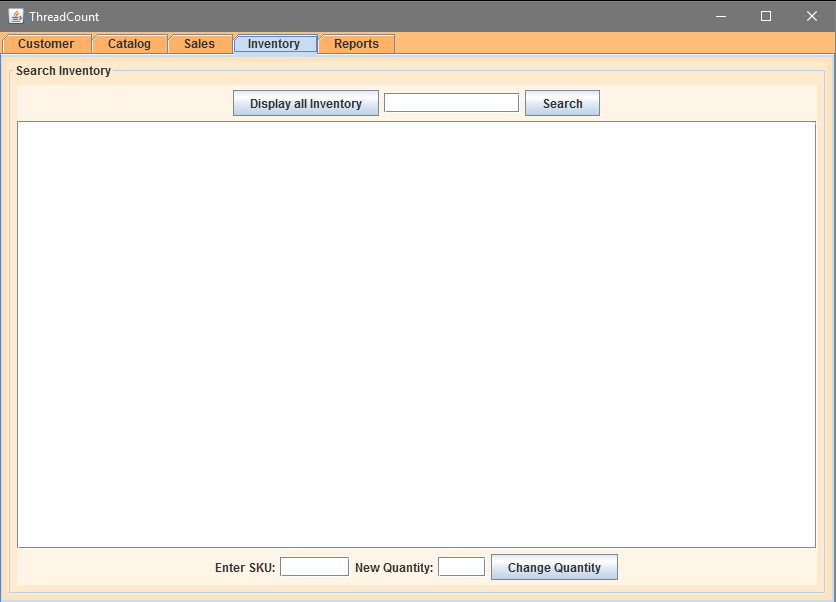 ThreadCount
Customer Catalog Sales Inventory Reports
Search Inventory
Display all Inventory Search
Enter SKU: New Quantity: Change Quantity